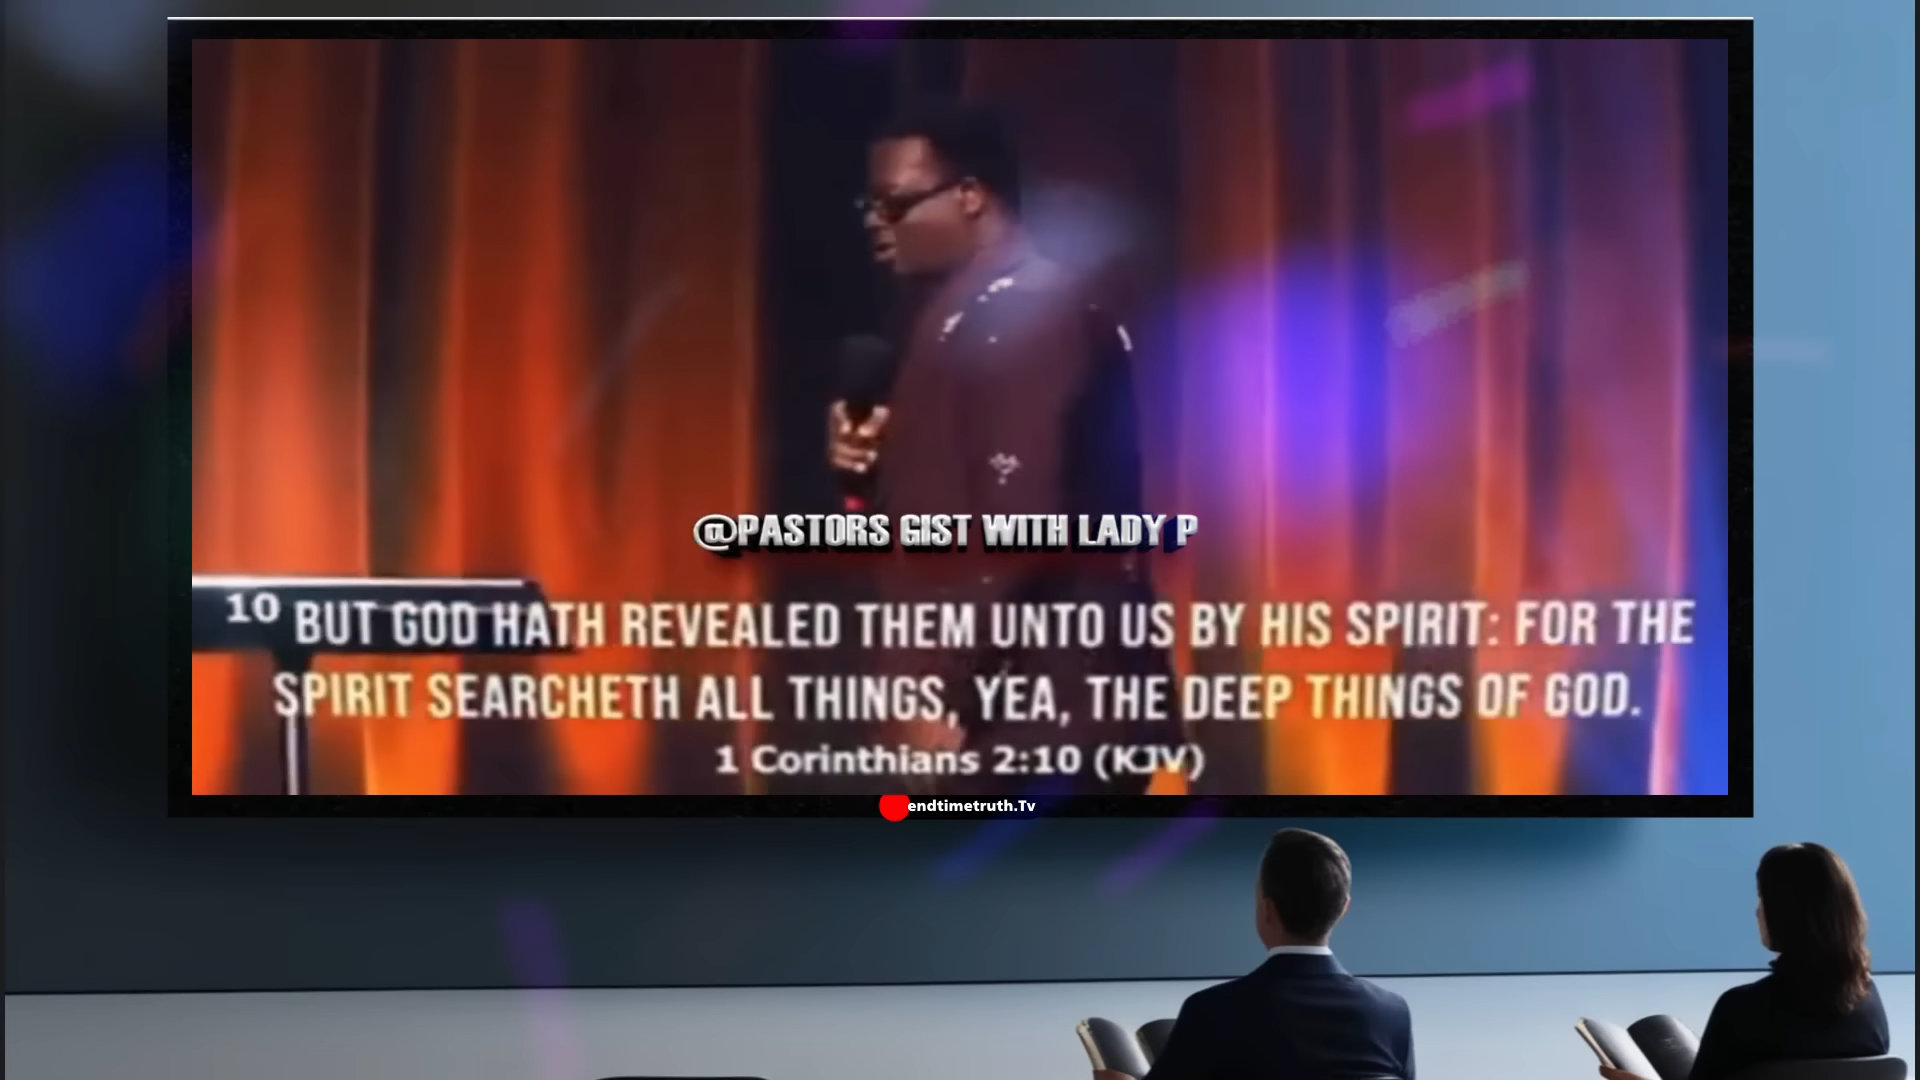 @PASTORS GIST WITH LADY P
10 BUT GOD HATH REVEALED THEM UNTO US BY HIS SPIRIT: FOR THE
SPIRIT SEARCHETH ALL THINGS, YEA, THE DEEP THINGS OF GOD.
1 Corinthians 2:10 (KJV)
endtimetruth.Tv